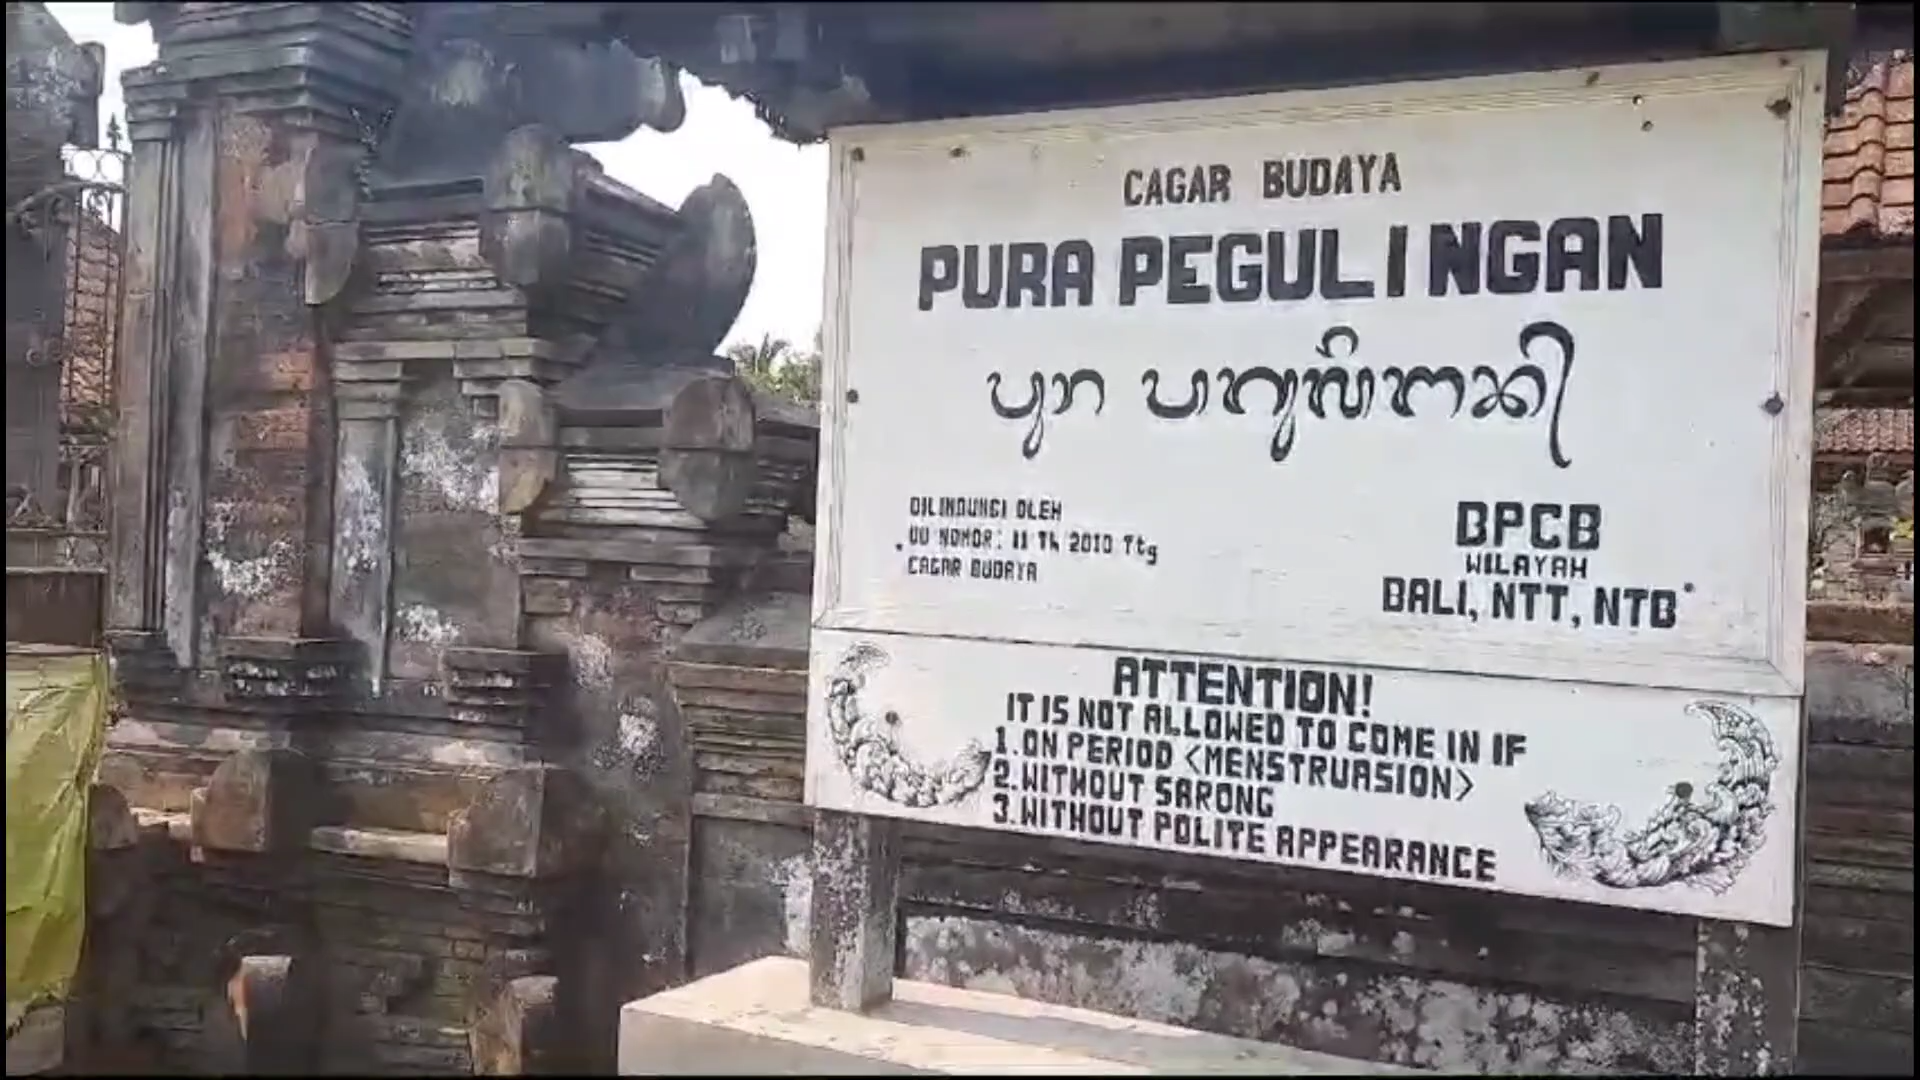 CAGAR BUDAYA
PURA PEGULINGAN
ᬧᬸᬭ ᬧᬕᬸᬮᬶᬗᬦ᭄
DILINDUNGI OLEH
UU NOMOR: 11 Th 2010 Ttg
CAGAR BUDAYA
BPCB
WILAYAH
BALI, NTT, NTB
ATTENTION!
IT IS NOT ALLOWED TO COME IN IF
1. ON PERIOD <MENSTRUASION>
2. WITHOUT SARONG
3. WITHOUT POLITE APPEARANCE